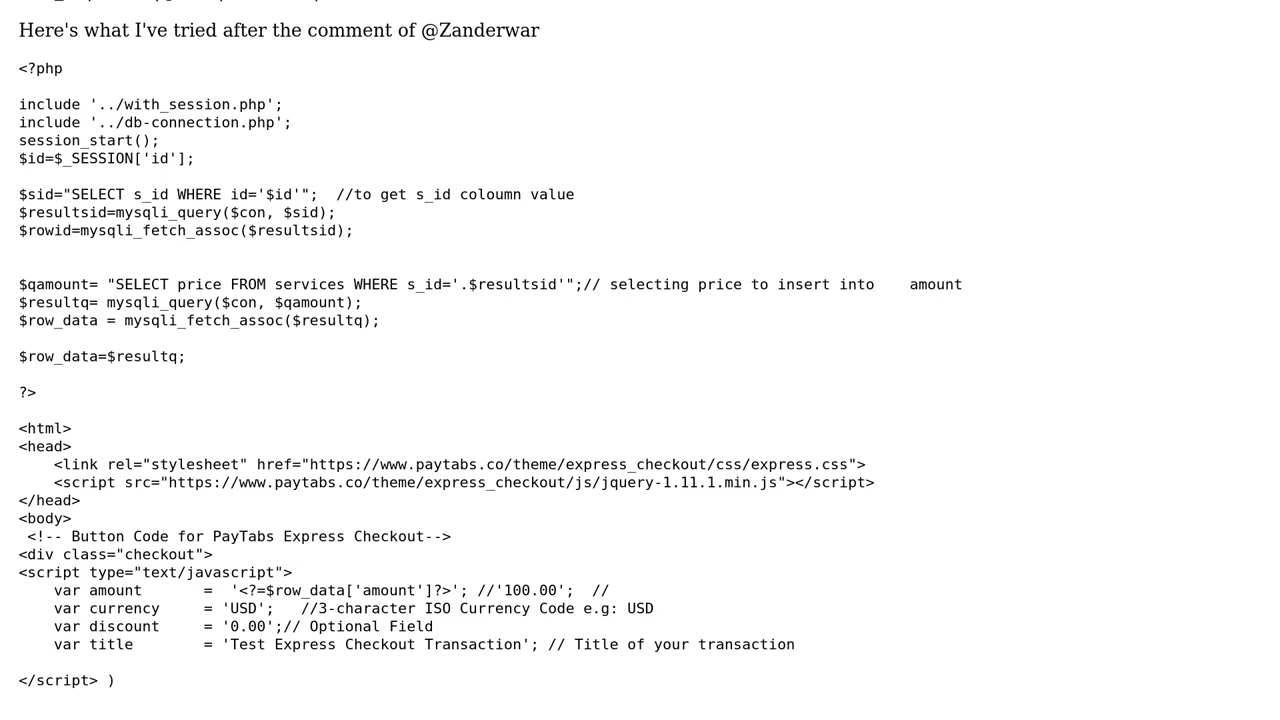 Here's what I've tried after the comment of @Zanderwar
<?php
include '../with_session.php';
include '../db-connection.php';
session_start();
$id=$_SESSION['id'];
$sid="SELECT s_id WHERE id='$id'";  //to get s_id coloumn value
$resultsid=mysqli_query($con, $sid);
$rowid=mysqli_fetch_assoc($resultsid);
$qamount= "SELECT price FROM services WHERE s_id='.$resultsid'";// selecting price to insert into    amount
$resultq= mysqli_query($con, $qamount);
$row_data = mysqli_fetch_assoc($resultq);
$row_data=$resultq;
?>
<html>
<head>
    <link rel="stylesheet" href="https://www.paytabs.co/theme/express_checkout/css/express.css">
    <script src="https://www.paytabs.co/theme/express_checkout/js/jquery-1.11.1.min.js"></script>
</head>
<body>
 <!-- Button Code for PayTabs Express Checkout-->
<div class="checkout">
<script type="text/javascript">
    var amount       =  '<?=$row_data['amount']?>'; //'100.00';  //
    var currency     = 'USD';   //3-character ISO Currency Code e.g: USD
    var discount     = '0.00';// Optional Field
    var title        = 'Test Express Checkout Transaction'; // Title of your transaction
</script> )